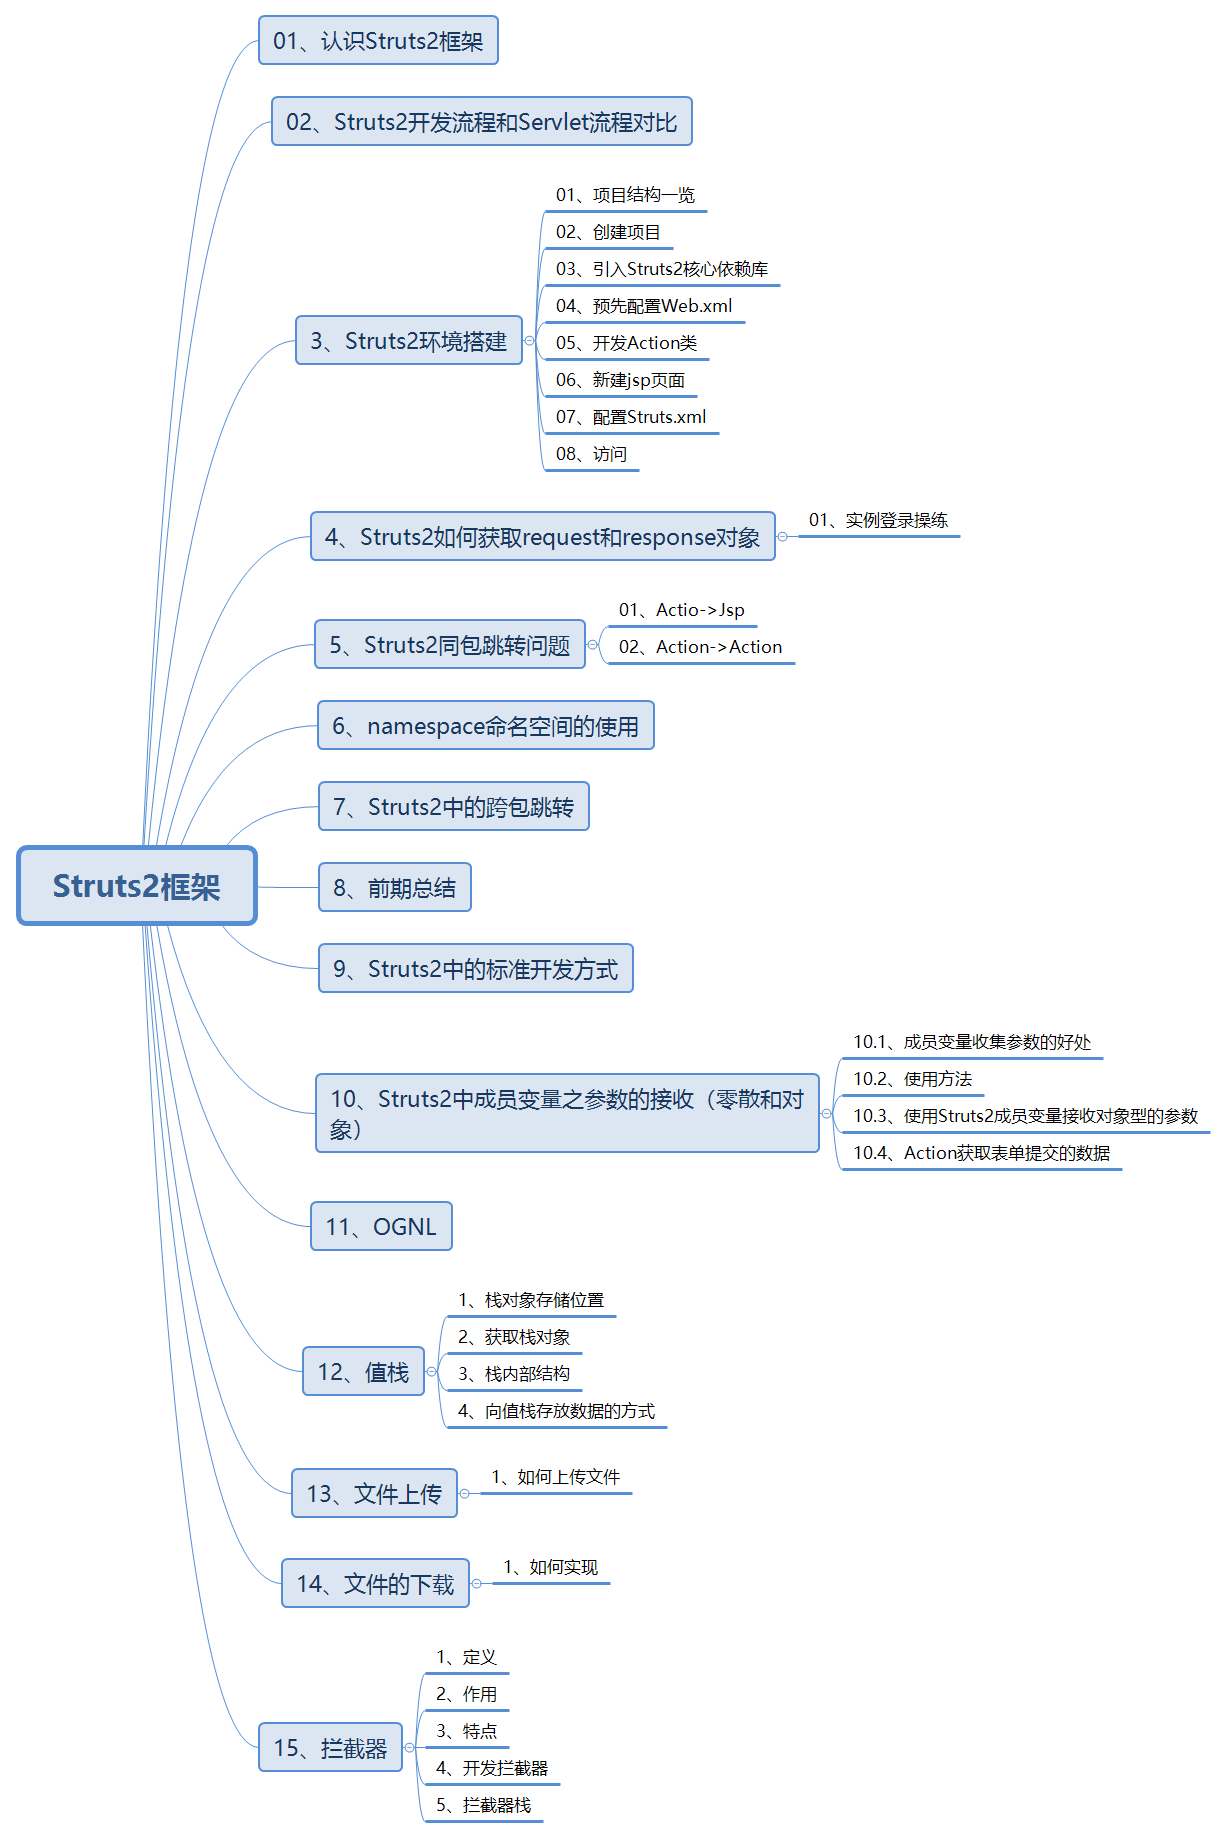 01、认识Struts2框架
02、Struts2开发流程和Servlet流程对比
3、Struts2环境搭建
01、项目结构一览
02、创建项目
03、引入Struts2核心依赖库
04、预先配置Web.xml
05、开发Action类
06、新建jsp页面
07、配置Struts.xml
08、访问
4、Struts2如何获取request和response对象
01、实例登录操练
5、Struts2同包跳转问题
01、Actio->Jsp
02、Action->Action
6、namespace命名空间的使用
7、Struts2中的跨包跳转
Struts2框架
8、前期总结
9、Struts2中的标准开发方式
10、Struts2中成员变量之参数的接收（零散和对
象）
10.1、成员变量收集参数的好处
10.2、使用方法
10.3、使用Struts2成员变量接收对象型的参数
10.4、Action获取表单提交的数据
11、OGNL
12、值栈
1、栈对象存储位置
2、获取栈对象
3、栈内部结构
4、向值栈存放数据的方式
13、文件上传
1、如何上传文件
14、文件的下载
1、如何实现
15、拦截器
1、定义
2、作用
3、特点
4、开发拦截器
5、拦截器栈